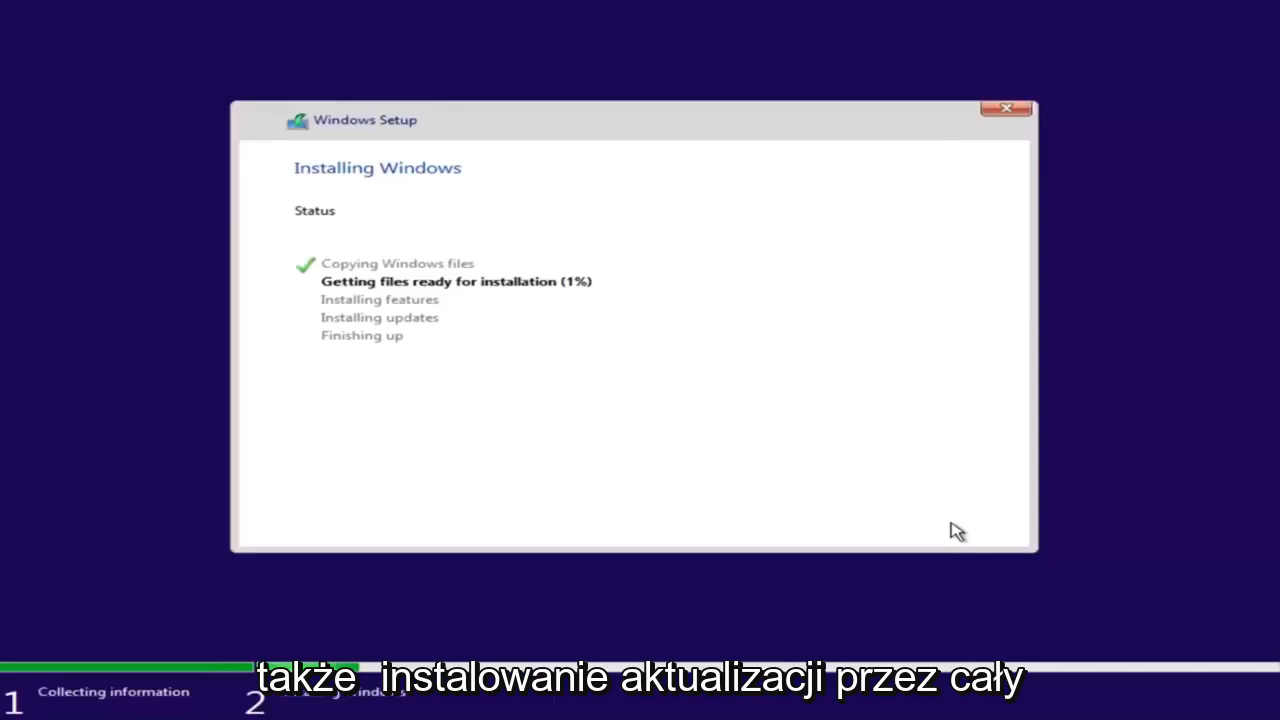 Windows Setup
Installing Windows
Status
Copying Windows files
Getting files ready for installation (1%)
Installing features
Installing updates
Finishing up
także instalowanie aktualizacji przez cały
1 Collecting information
2